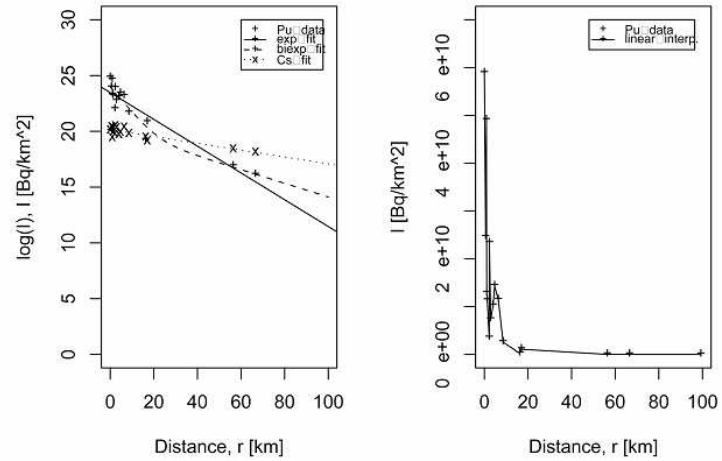 30
25
20
15
10
5
0
log(I), I [Bq/km^2]
Pu data
exp fit
biexp fit
Cs fit
0 20 40 60 80 100
Distance, r [km]
6 e+10
4 e+10
2 e+10
0 e+00
I [Bq/km^2]
Pu data
linear interp.
0 20 40 60 80 100
Distance, r [km]